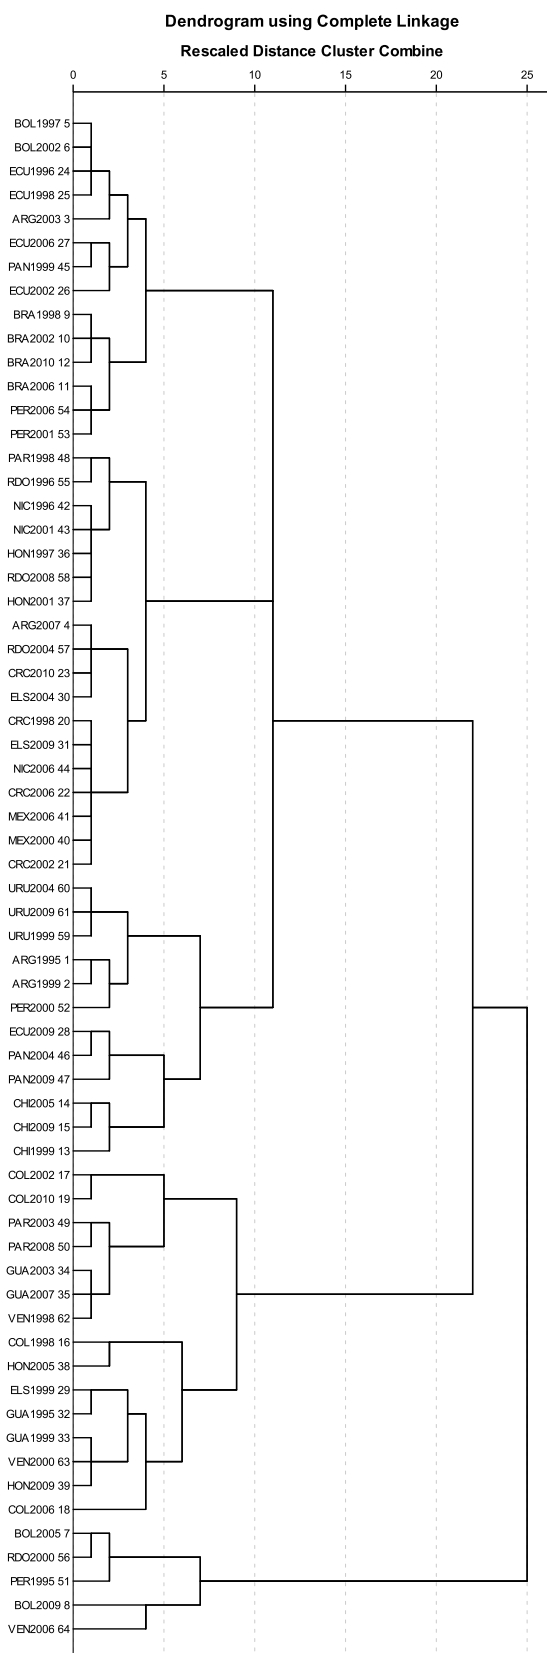 Dendrogram using Complete Linkage
Rescaled Distance Cluster Combine
0 5 10 15 20 25
BOL1997 5
BOL2002 6
ECU1996 24
ECU1998 25
ARG2003 3
ECU2006 27
PAN1999 45
ECU2002 26
BRA1998 9
BRA2002 10
BRA2010 12
BRA2006 11
PER2006 54
PER2001 53
PAR1998 48
RDO1996 55
NIC1996 42
NIC2001 43
HON1997 36
RDO2008 58
HON2001 37
ARG2007 4
RDO2004 57
CRC2010 23
ELS2004 30
CRC1998 20
ELS2009 31
NIC2006 44
CRC2006 22
MEX2006 41
MEX2000 40
CRC2002 21
URU2004 60
URU2009 61
URU1999 59
ARG1995 1
ARG1999 2
PER2000 52
ECU2009 28
PAN2004 46
PAN2009 47
CHI2005 14
CHI2009 15
CHI1999 13
COL2002 17
COL2010 19
PAR2003 49
PAR2008 50
GUA2003 34
GUA2007 35
VEN1998 62
COL1998 16
HON2005 38
ELS1999 29
GUA1995 32
GUA1999 33
VEN2000 63
HON2009 39
COL2006 18
BOL2005 7
RDO2000 56
PER1995 51
BOL2009 8
VEN2006 64